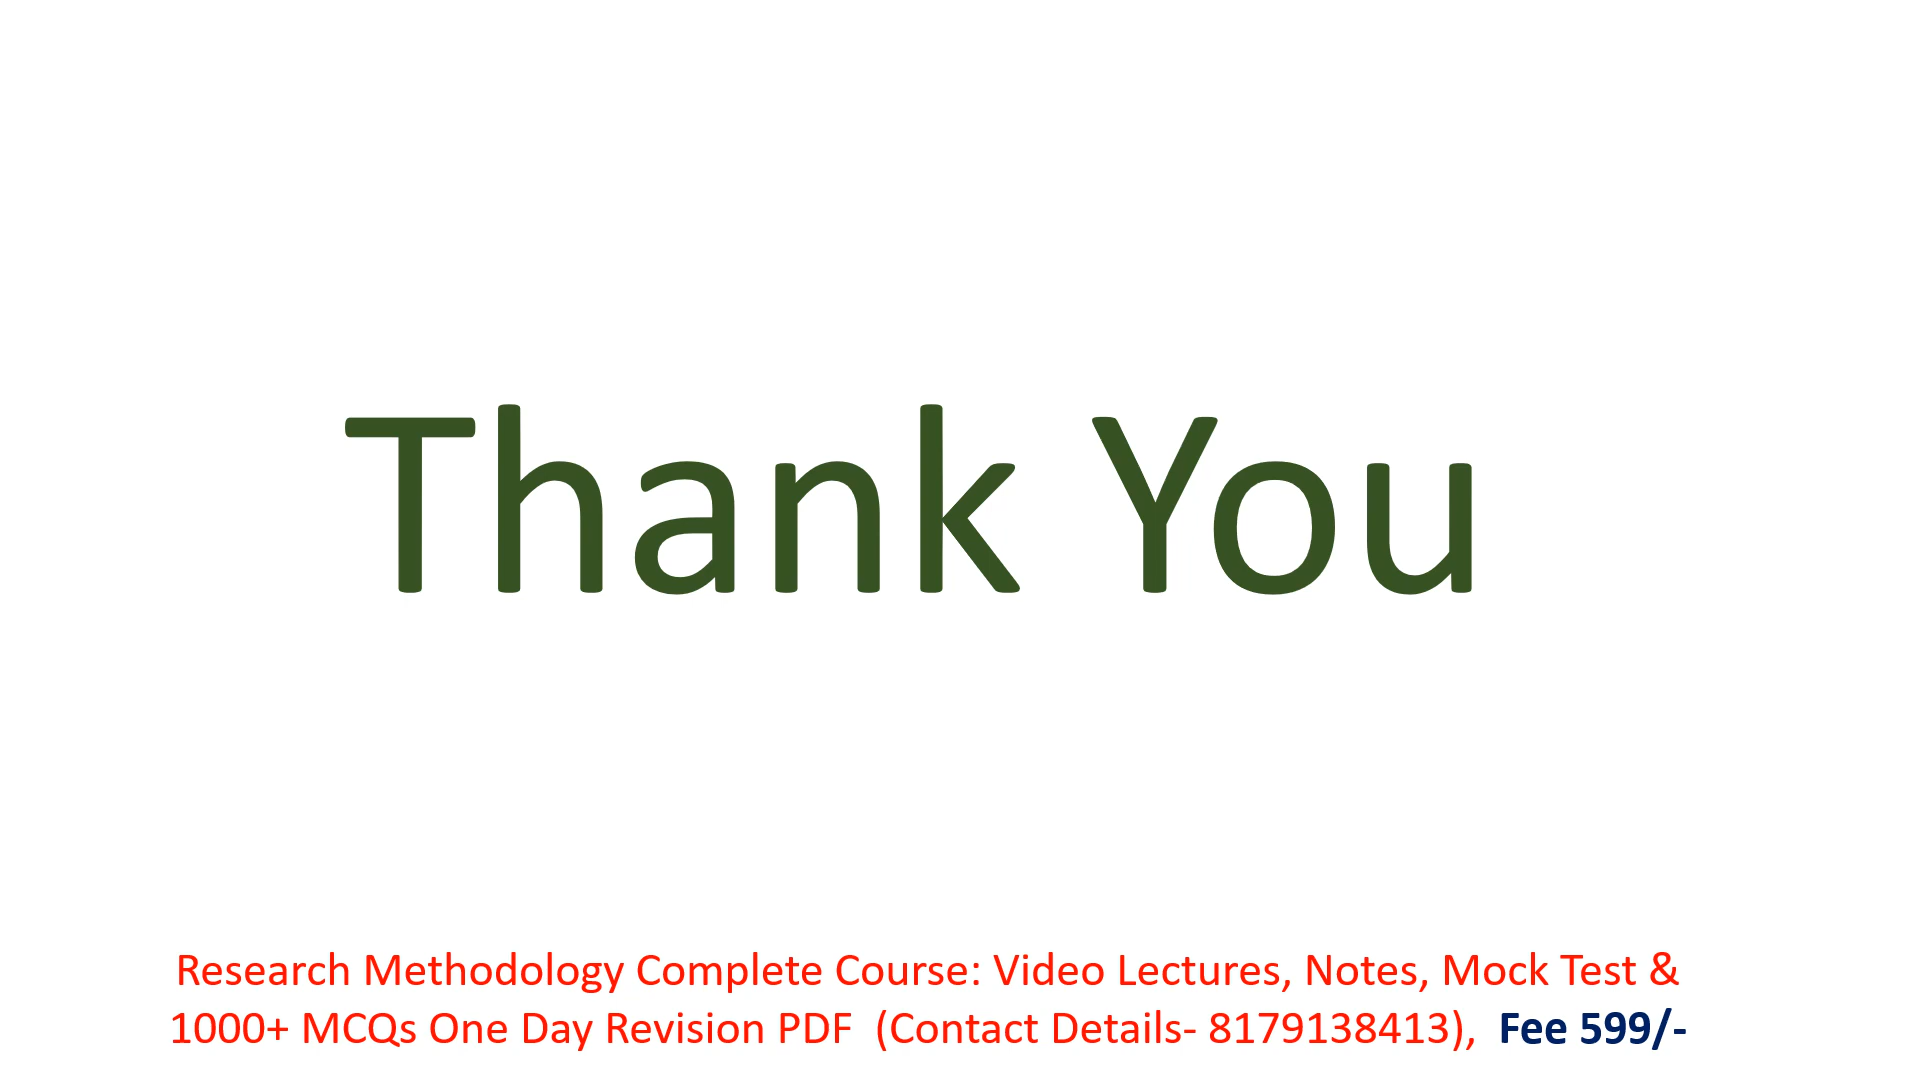 Thank You
Research Methodology Complete Course: Video Lectures, Notes, Mock Test &
1000+ MCQs One Day Revision PDF (Contact Details- 8179138413), Fee 599/-